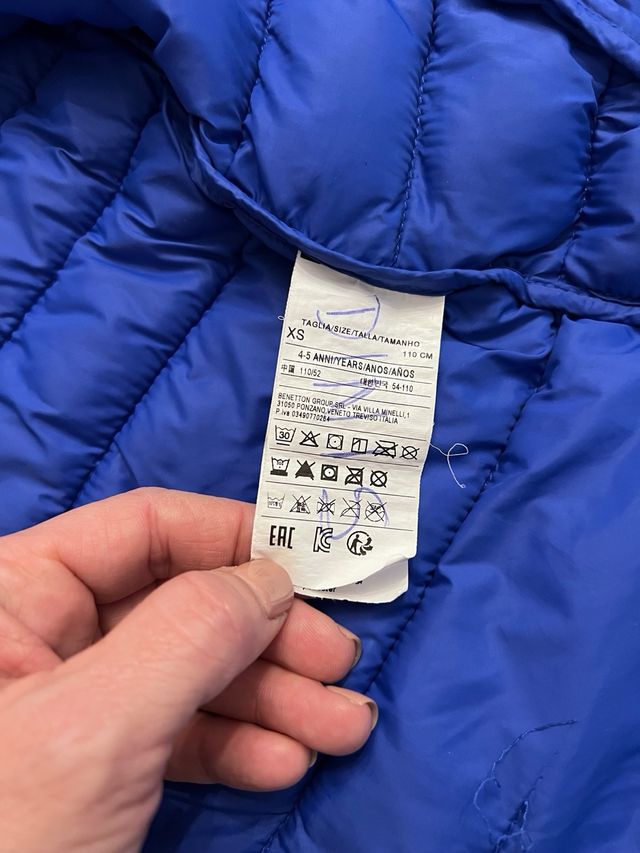 TAGLIA/SIZE/TALLA/TAMANHO
XS 110 CM
4-5 ANNI/YEARS/ANOS/AÑOS
中国 110/52 대한민국 54-110
BENETTON GROUP SRL - VIA VILLA MINELLI,1
31050 PONZANO VENETO TREVISO ITALIA
P.iva 03490770264
30
EAC